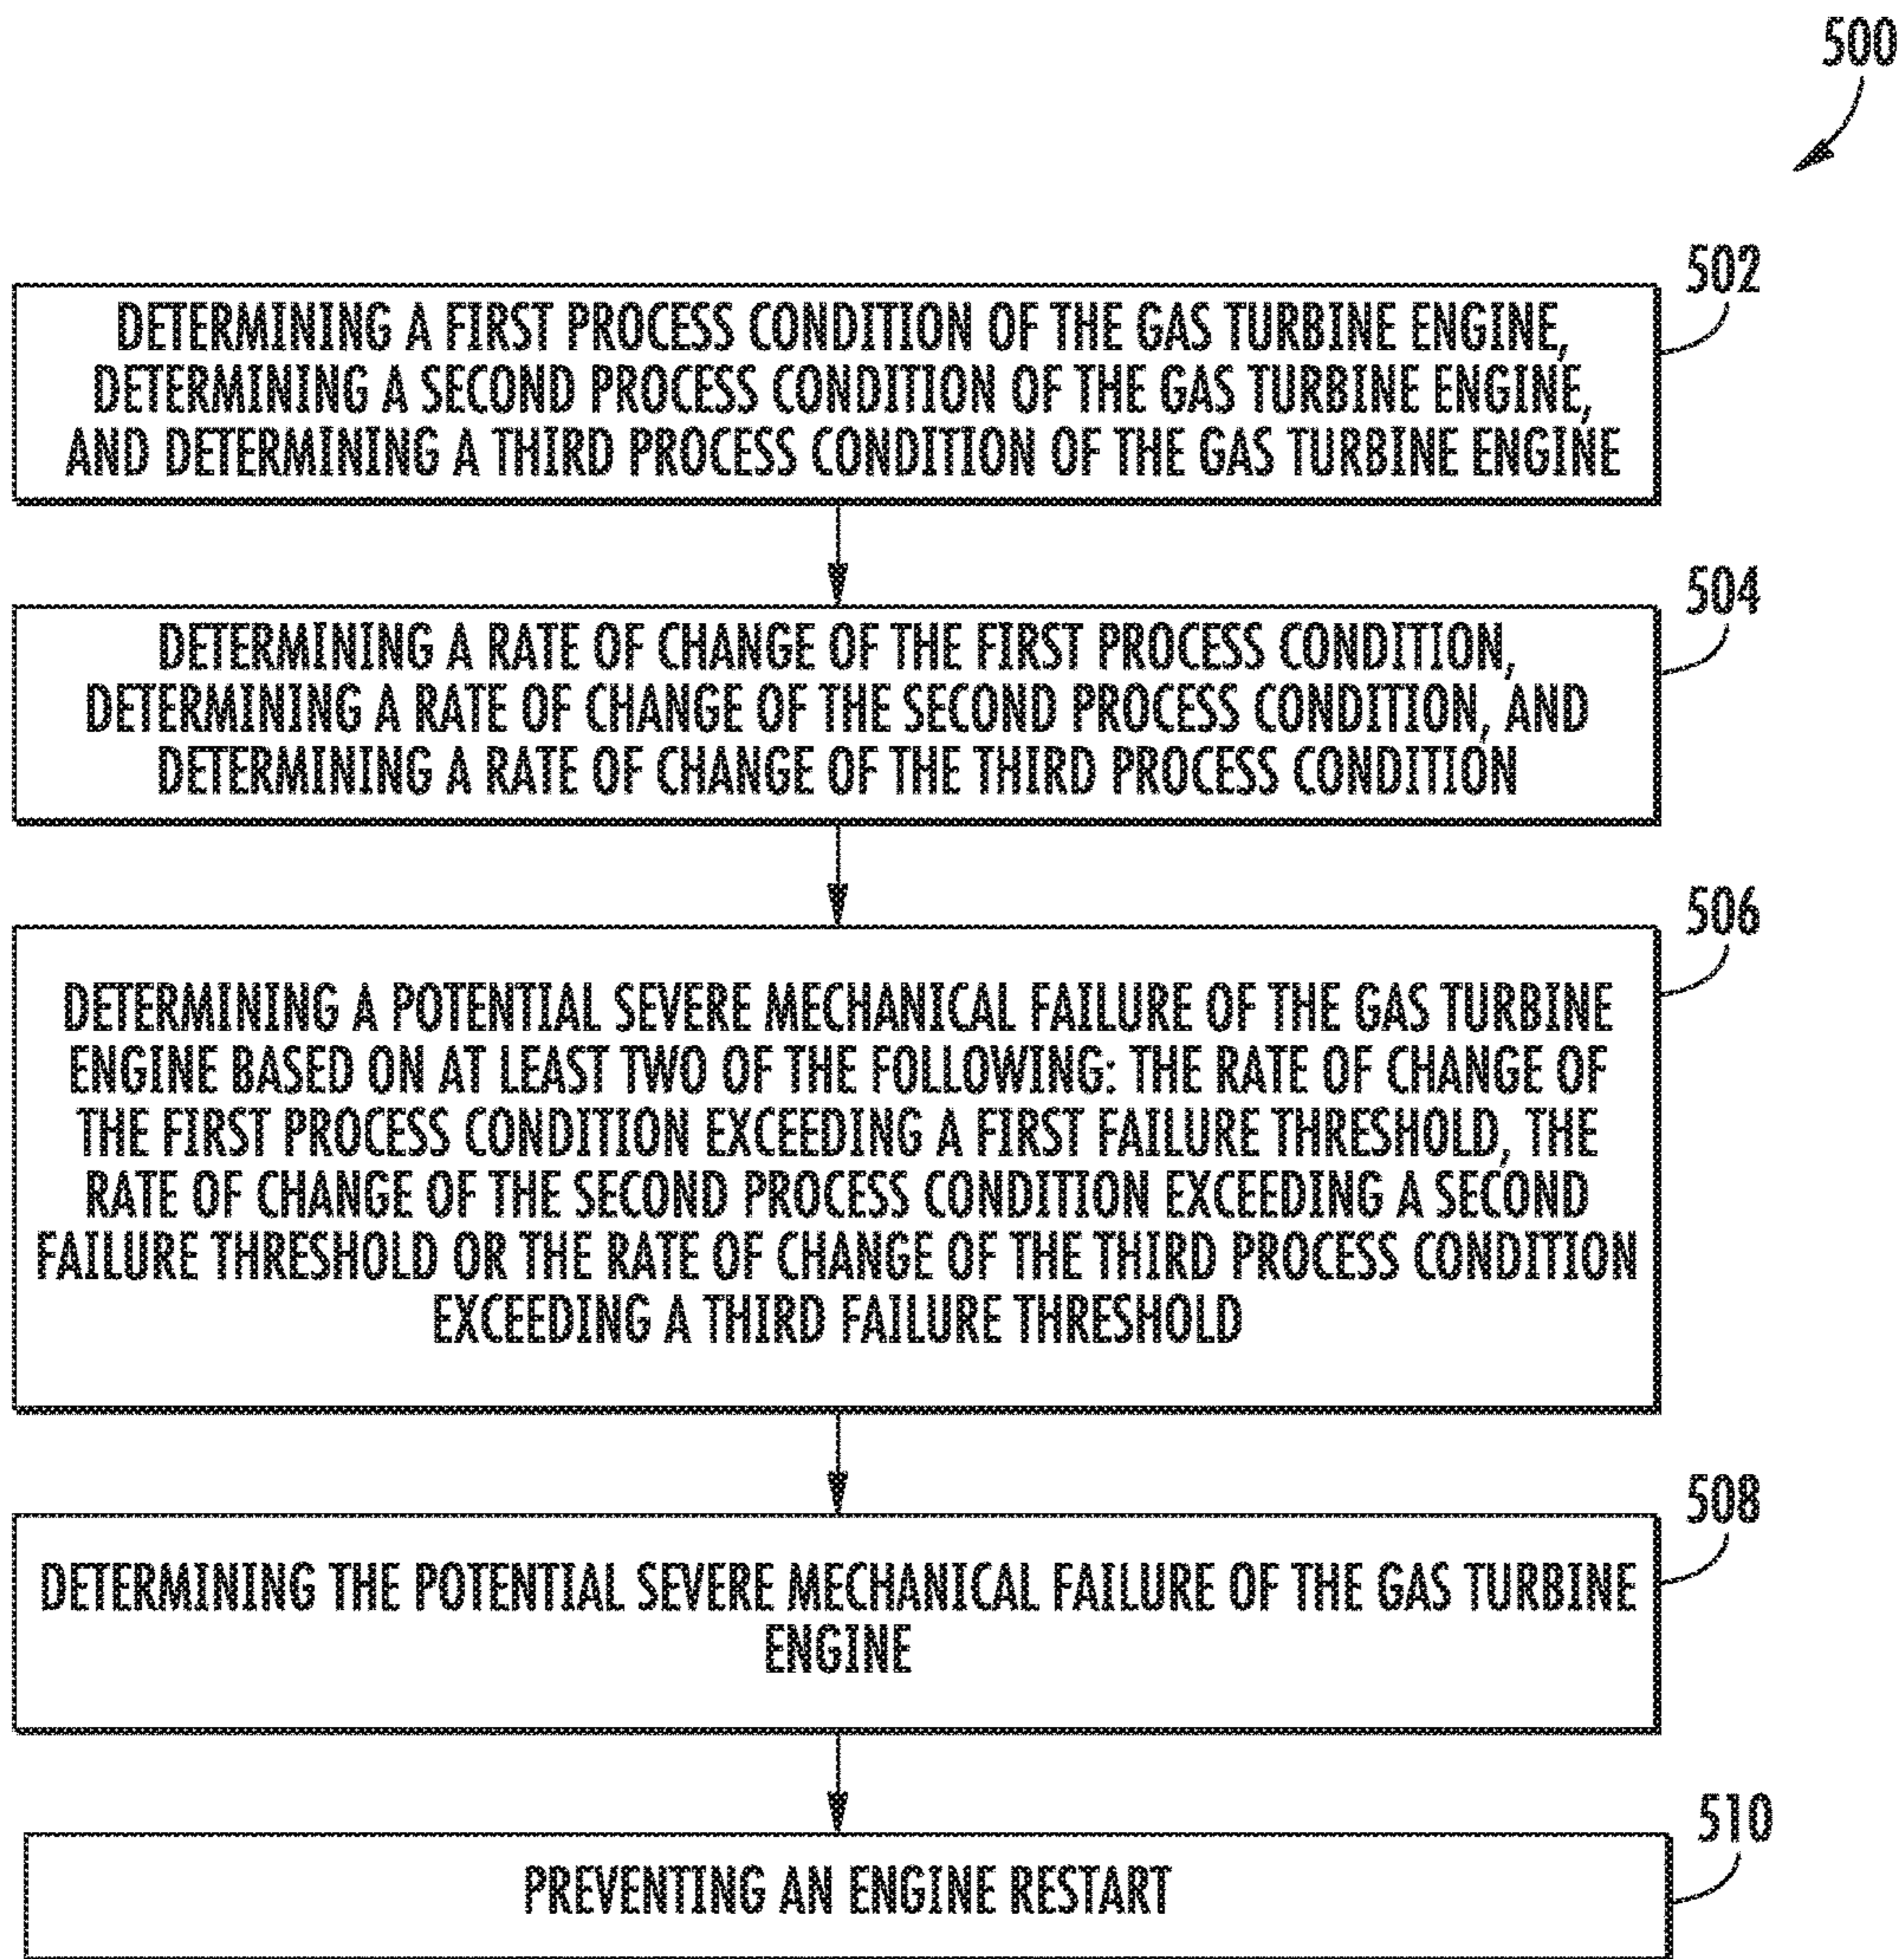 500
502
DETERMINING A FIRST PROCESS CONDITION OF THE GAS TURBINE ENGINE,
DETERMINING A SECOND PROCESS CONDITION OF THE GAS TURBINE ENGINE,
AND DETERMINING A THIRD PROCESS CONDITION OF THE GAS TURBINE ENGINE
504
DETERMINING A RATE OF CHANGE OF THE FIRST PROCESS CONDITION,
DETERMINING A RATE OF CHANGE OF THE SECOND PROCESS CONDITION, AND
DETERMINING A RATE OF CHANGE OF THE THIRD PROCESS CONDITION
506
DETERMINING A POTENTIAL SEVERE MECHANICAL FAILURE OF THE GAS TURBINE
ENGINE BASED ON AT LEAST TWO OF THE FOLLOWING: THE RATE OF CHANGE OF
THE FIRST PROCESS CONDITION EXCEEDING A FIRST FAILURE THRESHOLD, THE
RATE OF CHANGE OF THE SECOND PROCESS CONDITION EXCEEDING A SECOND
FAILURE THRESHOLD OR THE RATE OF CHANGE OF THE THIRD PROCESS CONDITION
EXCEEDING A THIRD FAILURE THRESHOLD
508
DETERMINING THE POTENTIAL SEVERE MECHANICAL FAILURE OF THE GAS TURBINE
ENGINE
510
PREVENTING AN ENGINE RESTART